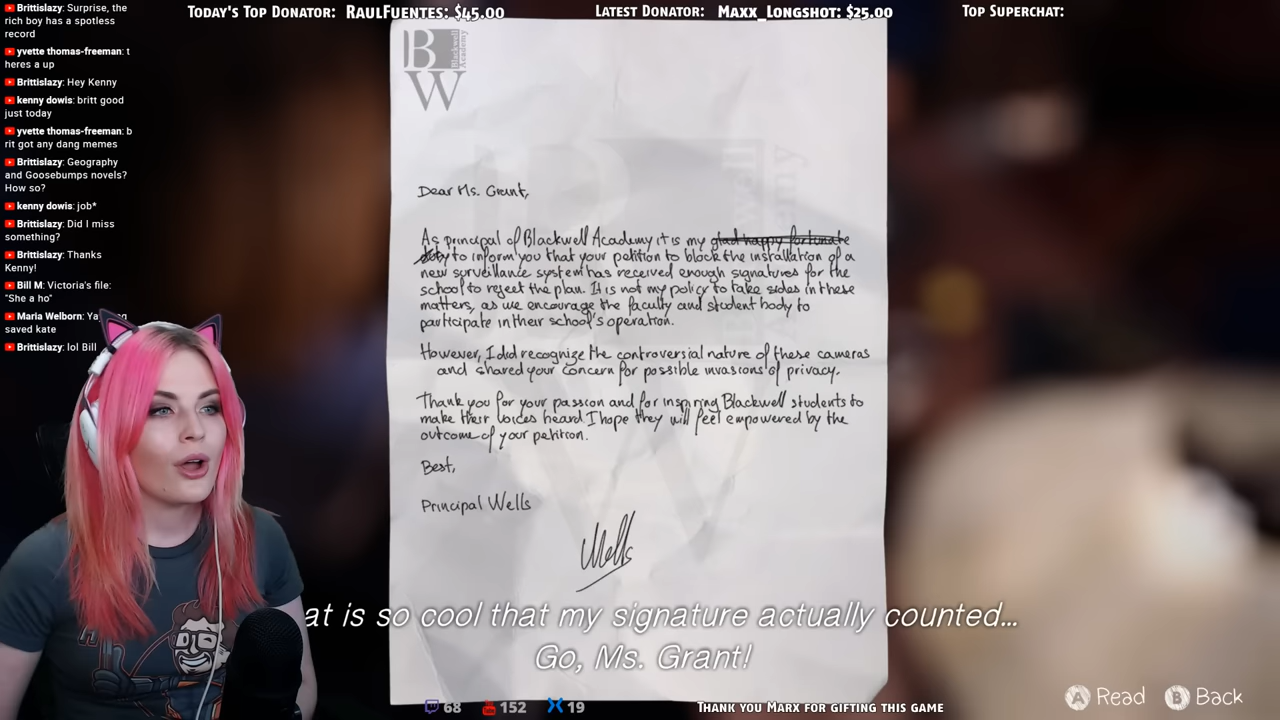 Today's Top Donator: RaulFuentes: $45.00
Latest Donator: Maxx_Longshot: $25.00
Top Superchat:
Brittislazy: Surprise, the
rich boy has a spotless
record
yvette thomas-freeman: t
heres a up
Brittislazy: Hey Kenny
kenny dowis: britt good
just today
yvette thomas-freeman: b
rit got any dang memes
Brittislazy: Geography
and Goosebumps novels?
How so?
kenny dowis: job*
Brittislazy: Did I miss
something?
Brittislazy: Thanks
Kenny!
Bill M: Victoria's file:
"She a ho"
Maria Welborn:
saved kate
Brittislazy: lol Bill
BW
Blackwell
Academy
Dear Ms. Grant,
As principal of Blackwell Academy it is my glad happy fortunate
duty to inform you that your petition to block the installation of a
new surveillance system has received enough signatures for the
school to reject the plan. It is not my policy to take sides in these
matters, as we encourage the faculty and student body to
participate in their school's operation.
However, I did recognize the controversial nature of these cameras
and shared your concern for possible invasions of privacy.
Thank you for your passion and for inspiring Blackwell students to
make their voices heard I hope they will feel empowered by the
outcome of your petition.
Best,
Principal Wells
Wells
at is so cool that my signature actually counted...
Go, Ms. Grant!
Read
Back
68
152
19
Thank you Marx for gifting this game